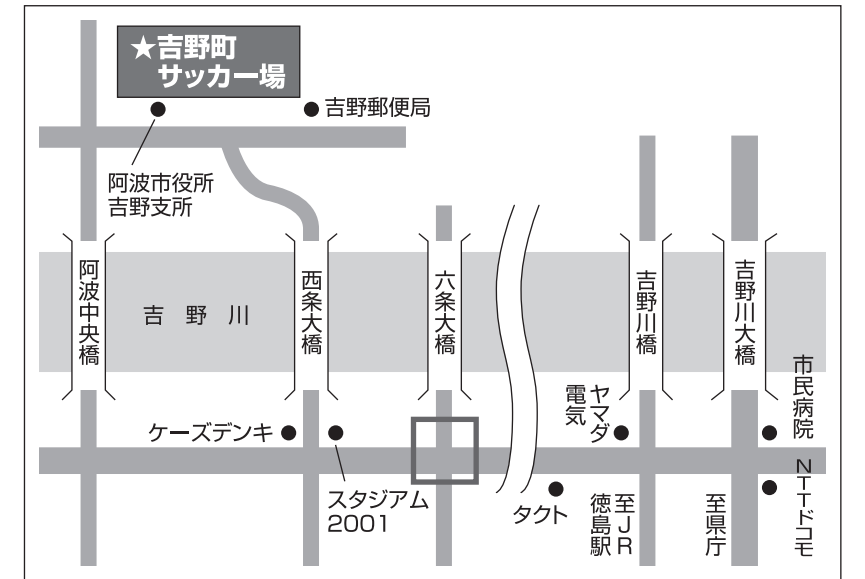 ★吉野町
サッカー場
吉野郵便局
阿波市役所
吉野支所
阿波中央橋
西条大橋
六条大橋
吉野川橋
吉野川大橋
吉野川
市民病院
ヤマダ
電気
ケーズデンキ
スタジアム
2001
タクト
至JR
徳島駅
至県庁
NTTドコモ